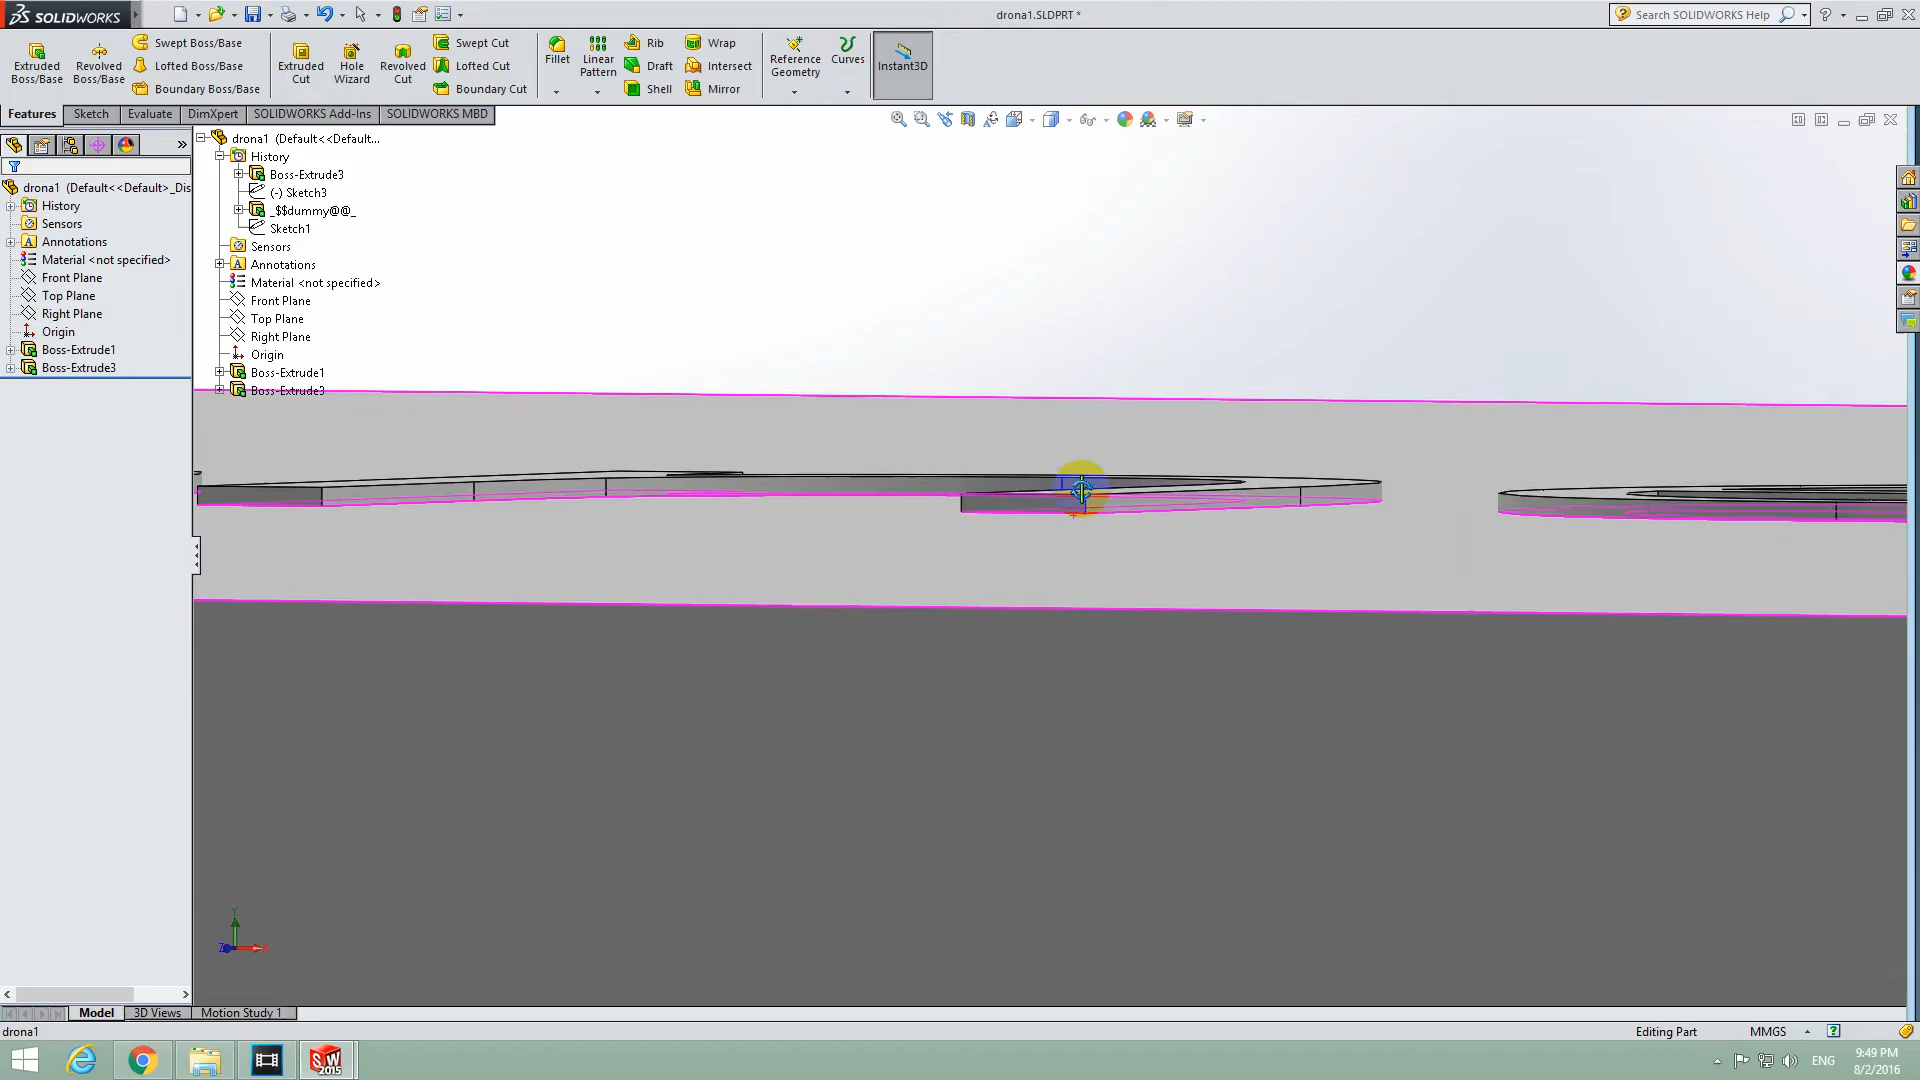 SOLIDWORKS
drona1.SLDPRT *
Search SOLIDWORKS Help
Extruded Boss/Base
Revolved Boss/Base
Swept Boss/Base
Lofted Boss/Base
Boundary Boss/Base
Extruded Cut
Hole Wizard
Revolved Cut
Swept Cut
Lofted Cut
Boundary Cut
Fillet
Linear Pattern
Rib
Draft
Shell
Wrap
Intersect
Mirror
Reference Geometry
Curves
Instant3D
Features
Sketch
Evaluate
DimXpert
SOLIDWORKS Add-Ins
SOLIDWORKS MBD
drona1 (Default<<Default>_Dis
History
Sensors
Annotations
Material <not specified>
Front Plane
Top Plane
Right Plane
Origin
Boss-Extrude1
Boss-Extrude3
drona1 (Default<<Default...
History
Boss-Extrude3
(-) Sketch3
_$$dummy@@_
Sketch1
Sensors
Annotations
Material <not specified>
Front Plane
Top Plane
Right Plane
Origin
Boss-Extrude1
Boss-Extrude3
Y
Z
X
Model
3D Views
Motion Study 1
drona1
Editing Part
MMGS
SW
2015
ENG
9:49 PM
8/2/2016